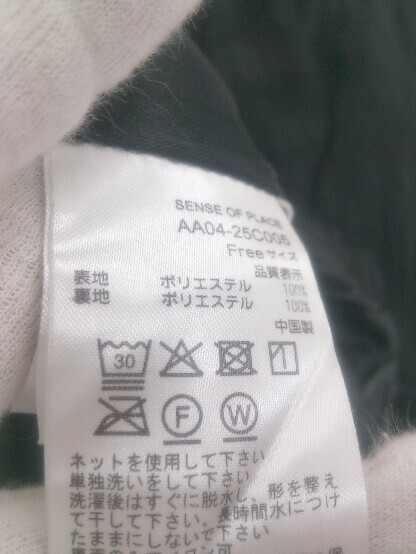 SENSE OF PLACE
AA04-25C005
Freeサイズ
品質表示
表地 ポリエステル 100%
裏地 ポリエステル 100%
中国製
30
F W
ネットを使用して下さい
単独洗いをして下さい
洗濯後はすぐに脱水し、形を整え
て干して下さい。長時間水につけ
たままにしないで下さい